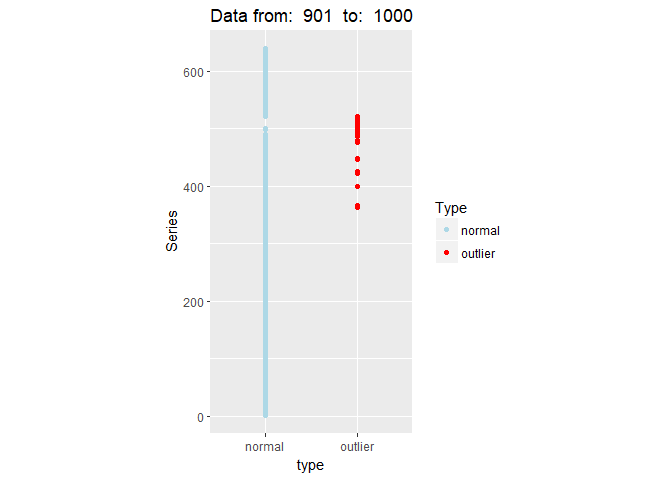 Data from:  901  to:  1000
600
400
200
0
Series
normal
outlier
type
Type
normal
outlier